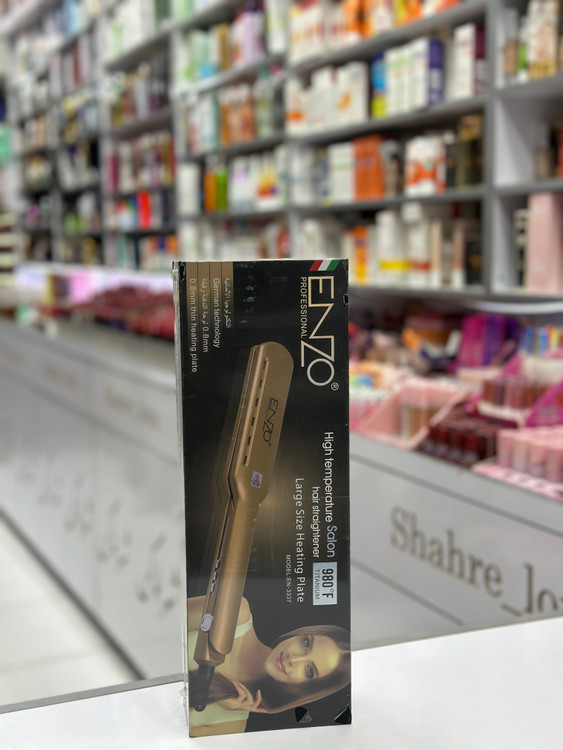 ENZO®
PROFESSIONAL
High temperature Salon
hair straightener
980°F
TITANIUM
Large Size Heating Plate
MODEL:EN-3337
German technology
0.8mm thin heating plate
ENZO
Shahre_lo